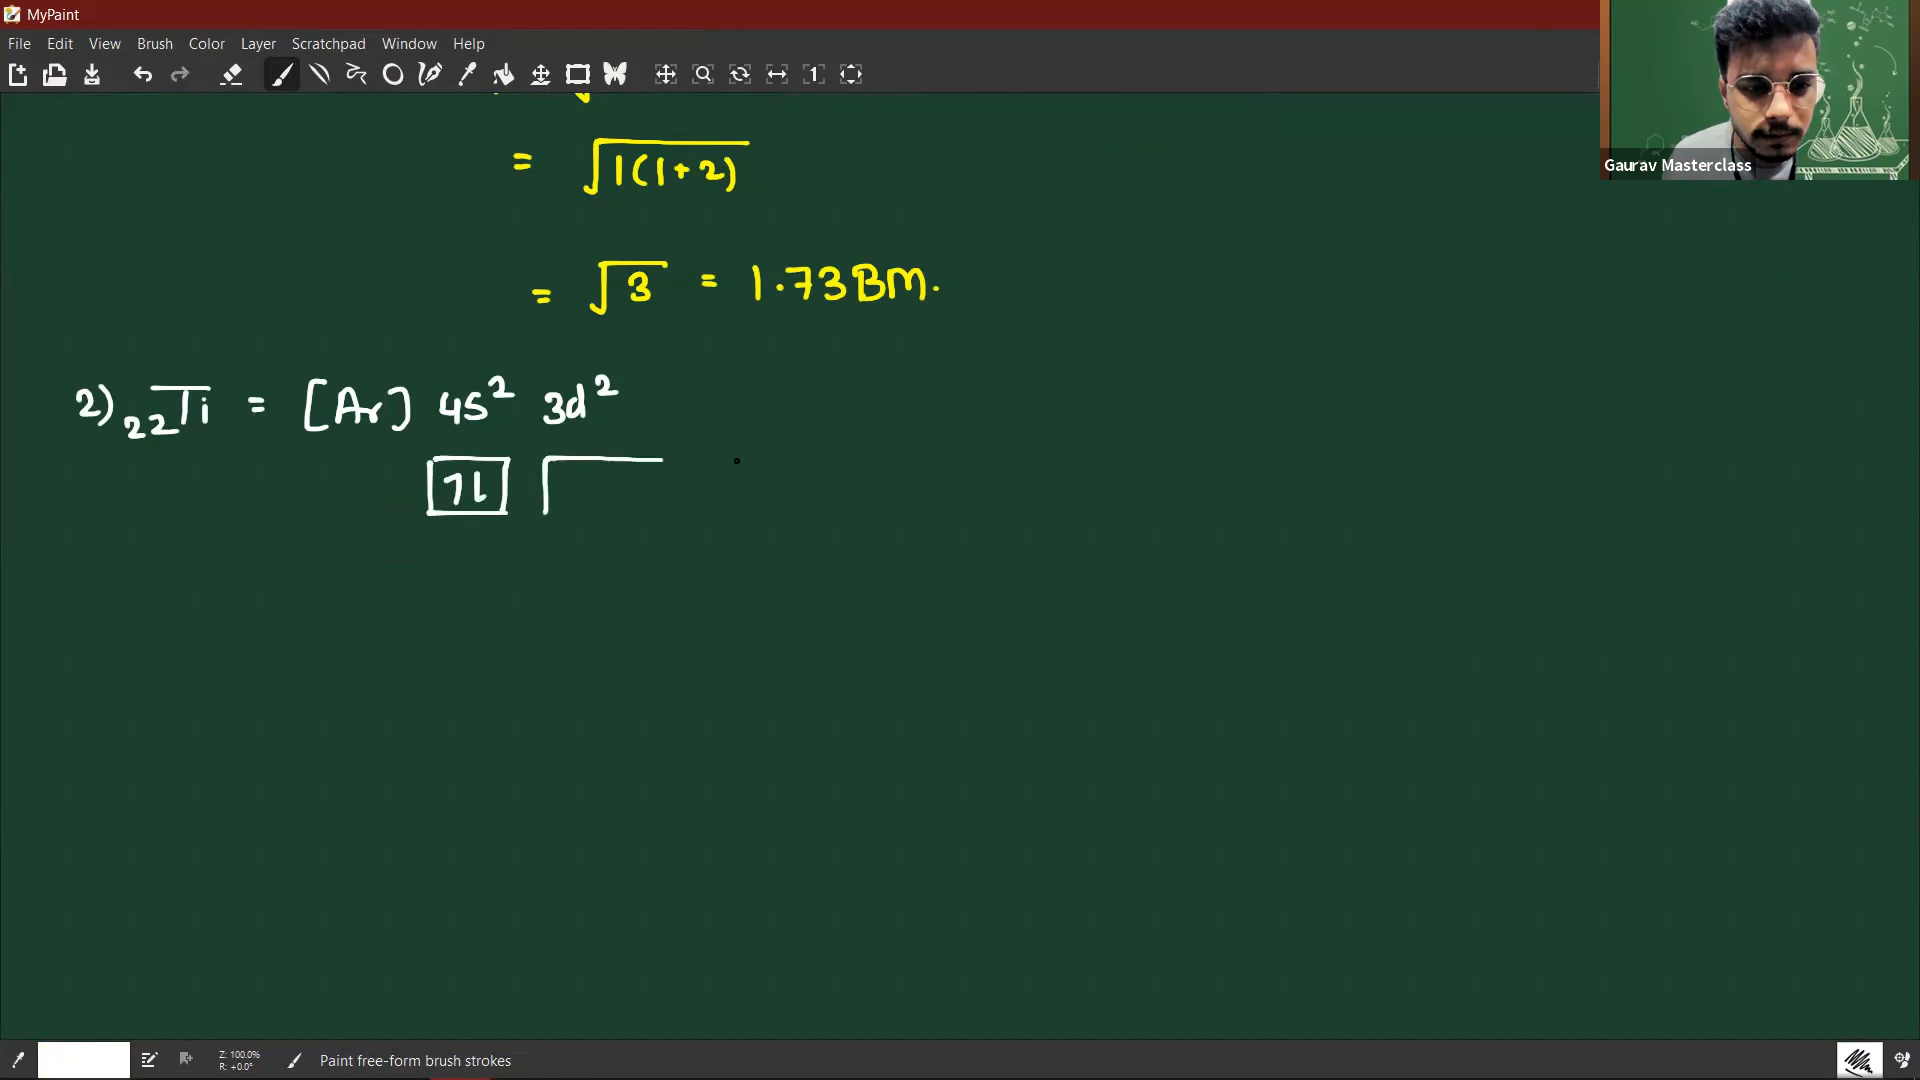 MyPaint
File Edit View Brush Color Layer Scratchpad Window Help
= √1(1+2)
= √3 = 1.73BM.
2) ₂₂Ti = [Ar] 4s² 3d²
1l
Gaurav Masterclass
Z: 100.0%
R: +0.0°
Paint free-form brush strokes